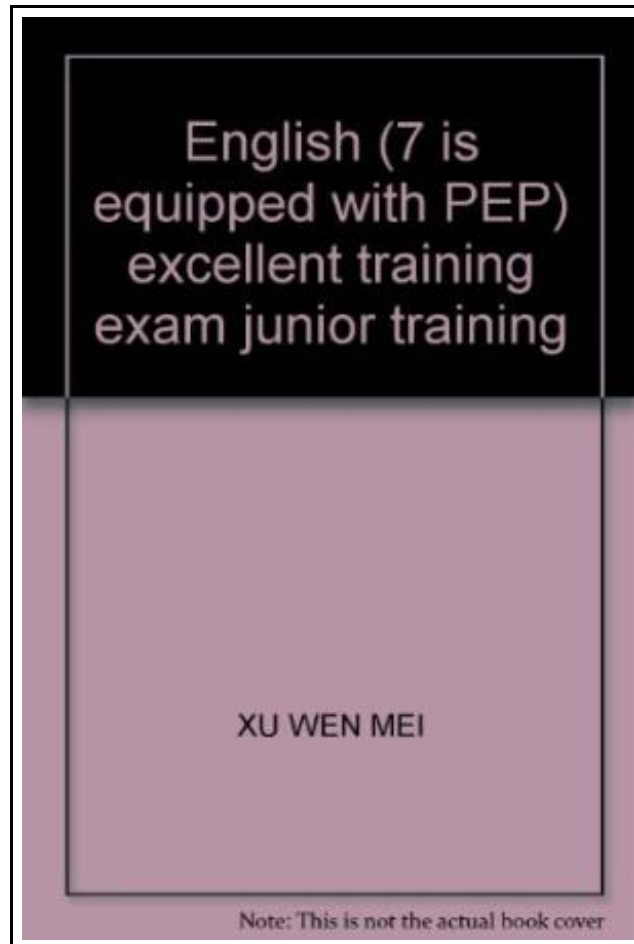 English (7 is
equipped with PEP)
excellent training
exam junior training
XU WEN MEI
Note: This is not the actual book cover